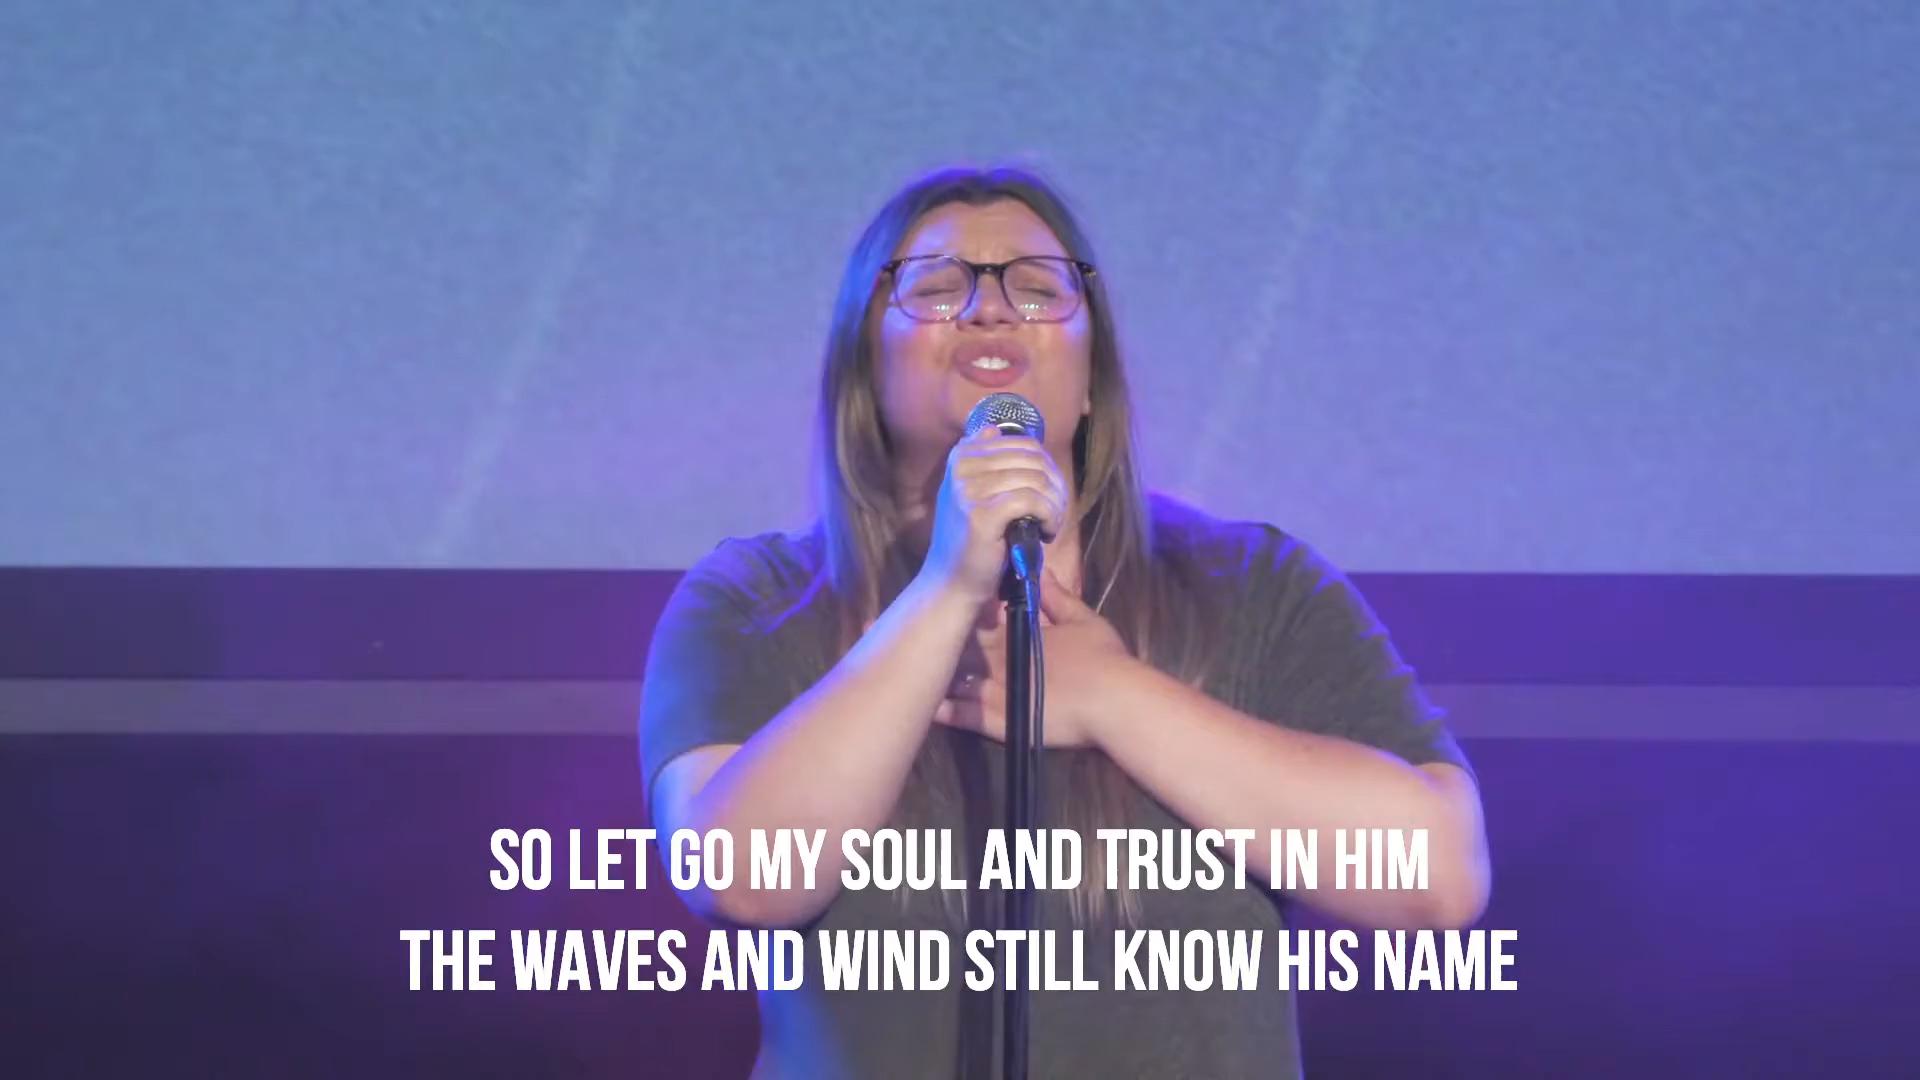 SO LET GO MY SOUL AND TRUST IN HIM
THE WAVES AND WIND STILL KNOW HIS NAME